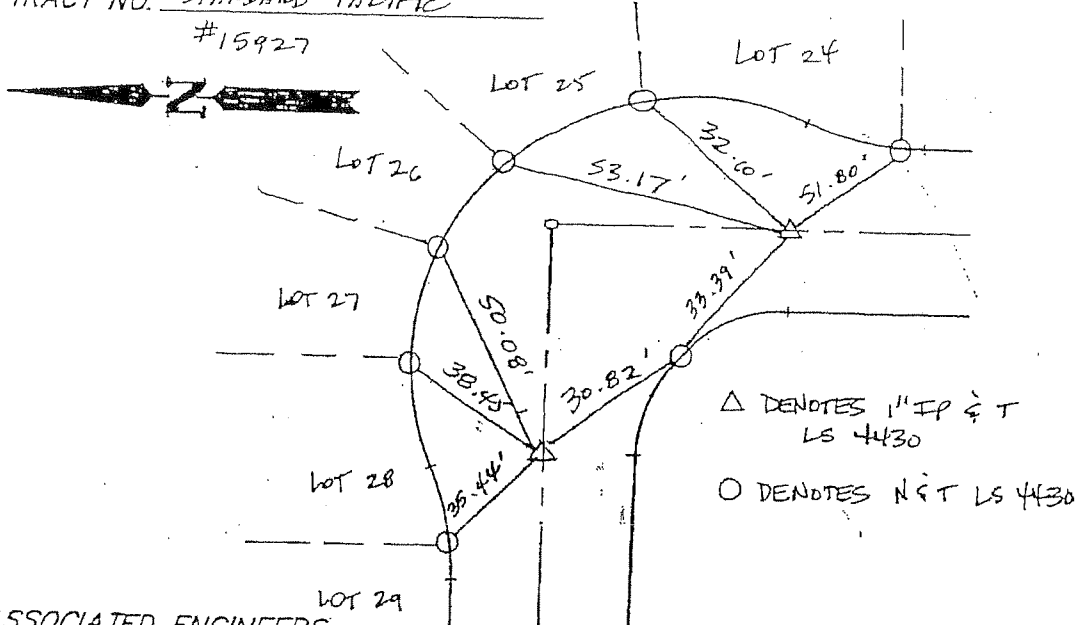 TRACT NO. STANDARD PACIFIC
#15927
N
LOT 24
LOT 25
LOT 26
LOT 27
LOT 28
LOT 29
32.60'
53.17'
51.80'
33.39'
50.08'
38.45'
30.82'
35.44'
△ DENOTES 1" IP & T
LS 4430
○ DENOTES N & T LS 4430
SSOCIATED ENGINEERS